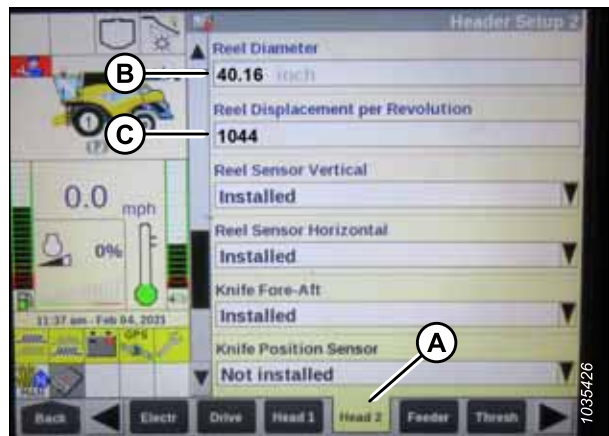 Header Setup 2
Reel Diameter
B
40.16 inch
Reel Displacement per Revolution
C
1044
Reel Sensor Vertical
Installed
0.0 mph
Reel Sensor Horizontal
Installed
0%
Knife Fore-Aft
Installed
11:37 am - Feb 04, 2021
GPS
Knife Position Sensor
A
Not installed
Back
Electr
Drive
Head 1
Head 2
Feeder
Thresh
1035426